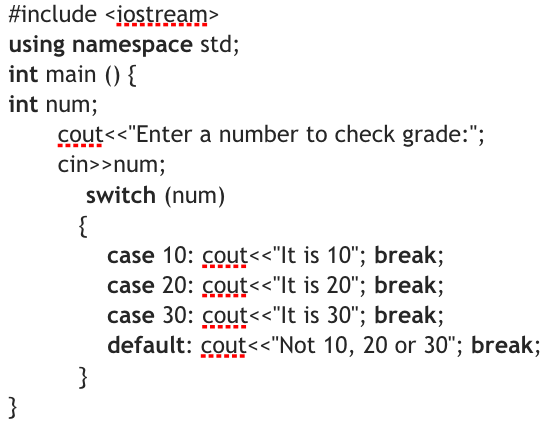 #include <iostream>
using namespace std;
int main () {
int num;
cout<<"Enter a number to check grade:";
cin>>num;
switch (num)
{
case 10: cout<<"It is 10"; break;
case 20: cout<<"It is 20"; break;
case 30: cout<<"It is 30"; break;
default: cout<<"Not 10, 20 or 30"; break;
}
}